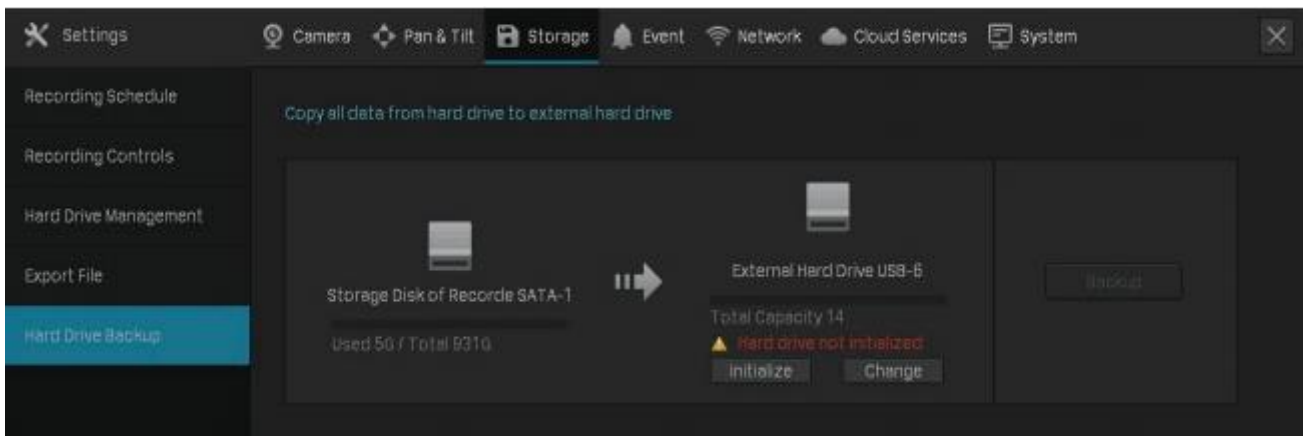 Settings
Camera Pan & Tilt Storage Event Network Cloud Services System
Recording Schedule
Recording Controls
Hard Drive Management
Export File
Hard Drive Backup
Copy all data from hard drive to external hard drive
Storage Disk of Recorde SATA-1
Used 5G / Total 931G
External Hard Drive USB-6
Total Capacity 14
Hard drive not initialized
Initialize Change
Backup